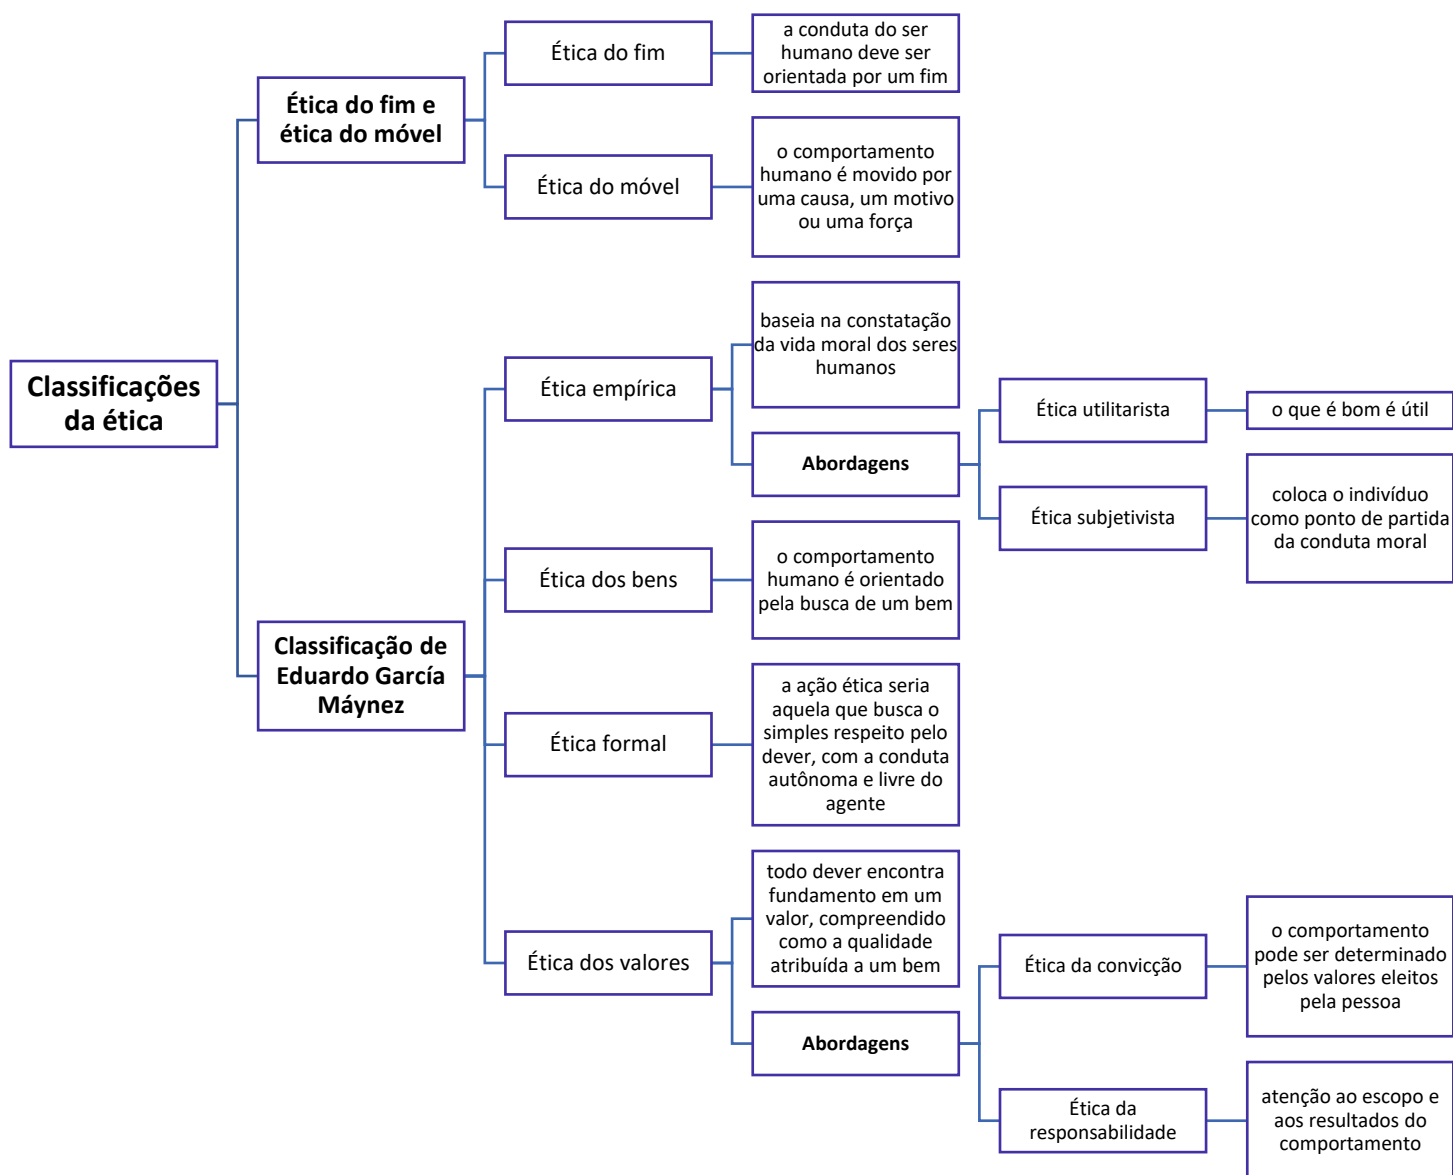 Classificações
da ética
Ética do fim e
ética do móvel
Ética do fim
a conduta do ser
humano deve ser
orientada por um fim
Ética do móvel
o comportamento
humano é movido por
uma causa, um motivo
ou uma força
Classificação de
Eduardo García
Máynez
Ética empírica
baseia na constatação
da vida moral dos seres
humanos
Abordagens
Ética utilitarista
o que é bom é útil
Ética subjetivista
coloca o indivíduo
como ponto de partida
da conduta moral
Ética dos bens
o comportamento
humano é orientado
pela busca de um bem
Ética formal
a ação ética seria
aquela que busca o
simples respeito pelo
dever, com a conduta
autônoma e livre do
agente
Ética dos valores
todo dever encontra
fundamento em um
valor, compreendido
como a qualidade
atribuída a um bem
Abordagens
Ética da convicção
o comportamento
pode ser determinado
pelos valores eleitos
pela pessoa
Ética da
responsabilidade
atenção ao escopo e
aos resultados do
comportamento